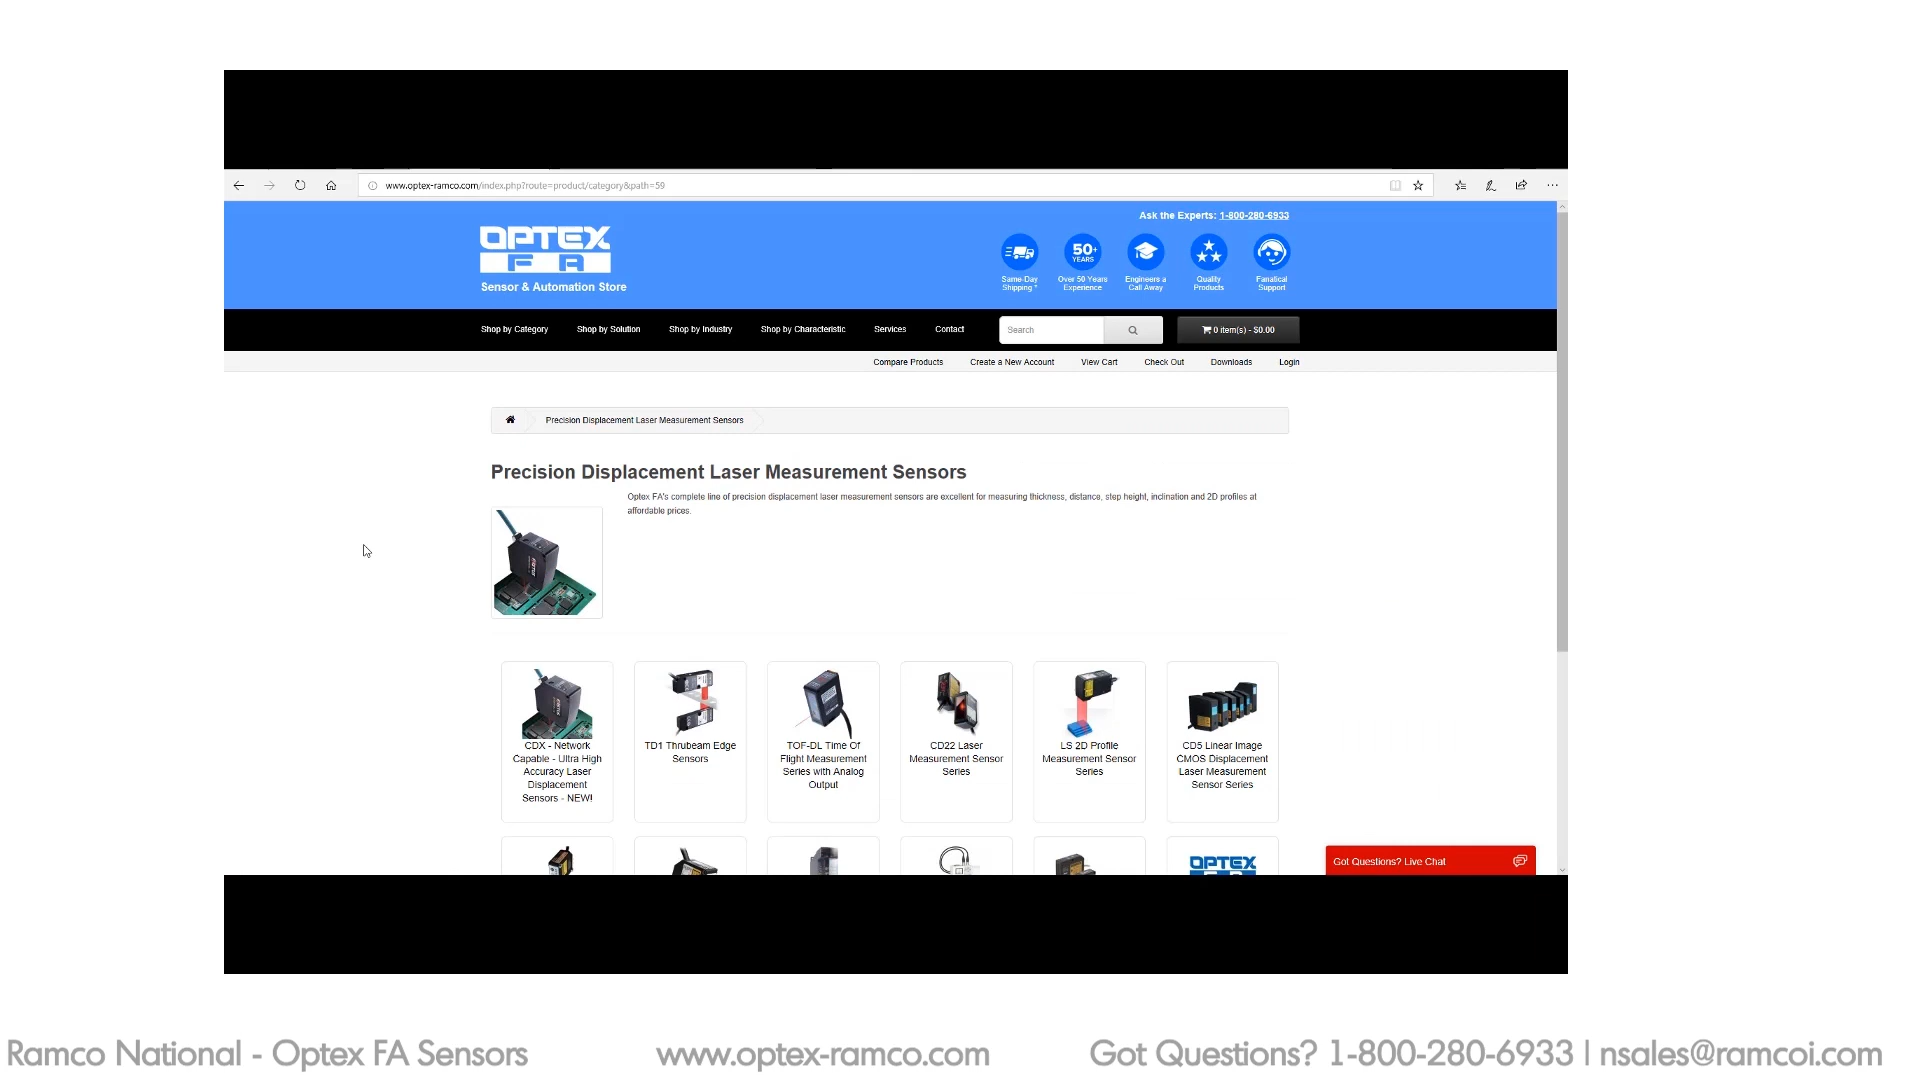 www.optex-ramco.com/index.php?route=product/category&path=59
Ask the Experts: 1-800-280-6933
OPTEX
FA
Sensor & Automation Store
50+
YEARS
Same-Day
Shipping *
Over 50 Years
Experience
Engineers a
Call Away
Quality
Products
Fanatical
Support
Shop by Category
Shop by Solution
Shop by Industry
Shop by Characteristic
Services
Contact
Search
0 item(s) - $0.00
Compare Products
Create a New Account
View Cart
Check Out
Downloads
Login
Precision Displacement Laser Measurement Sensors
Precision Displacement Laser Measurement Sensors
Optex FA's complete line of precision displacement laser measurement sensors are excellent for measuring thickness, distance, step height, inclination and 2D profiles at
affordable prices.
CDX - Network
Capable - Ultra High
Accuracy Laser
Displacement
Sensors - NEW!
TD1 Thrubeam Edge
Sensors
TOF-DL Time Of
Flight Measurement
Series with Analog
Output
CD22 Laser
Measurement Sensor
Series
LS 2D Profile
Measurement Sensor
Series
CD5 Linear Image
CMOS Displacement
Laser Measurement
Sensor Series
OPTEX
Got Questions? Live Chat
Ramco National - Optex FA Sensors
www.optex-ramco.com
Got Questions? 1-800-280-6933 | nsales@ramcoi.com